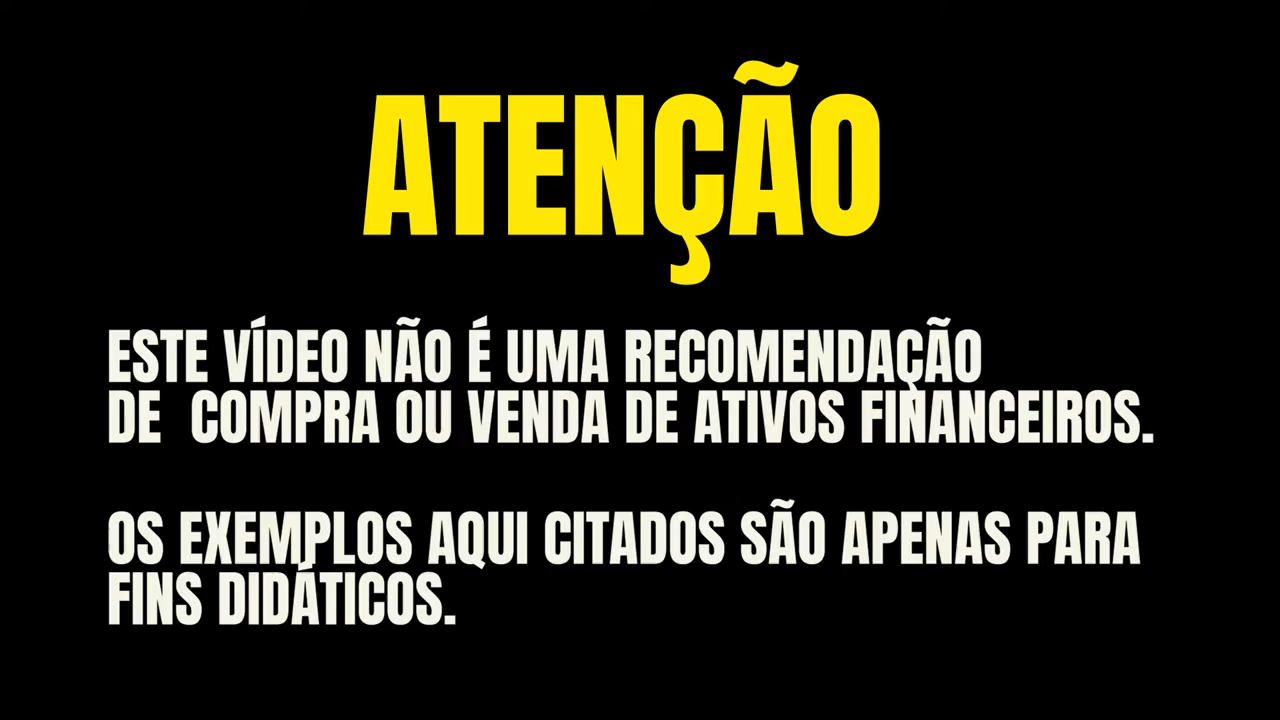 ATENÇÃO
ESTE VÍDEO NÃO É UMA RECOMENDAÇÃO
DE  COMPRA OU VENDA DE ATIVOS FINANCEIROS.
OS EXEMPLOS AQUI CITADOS SÃO APENAS PARA
FINS DIDÁTICOS.